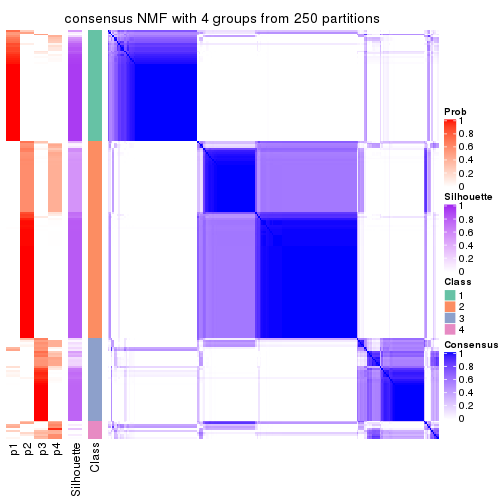 consensus NMF with 4 groups from 250 partitions
Prob
1
0.8
0.6
0.4
0.2
0
Silhouette
1
0.8
0.6
0.4
0.2
0
Class
1
2
3
4
Consensus
1
0.8
0.6
0.4
0.2
0
p1
p2
p3
p4
Silhouette
Class